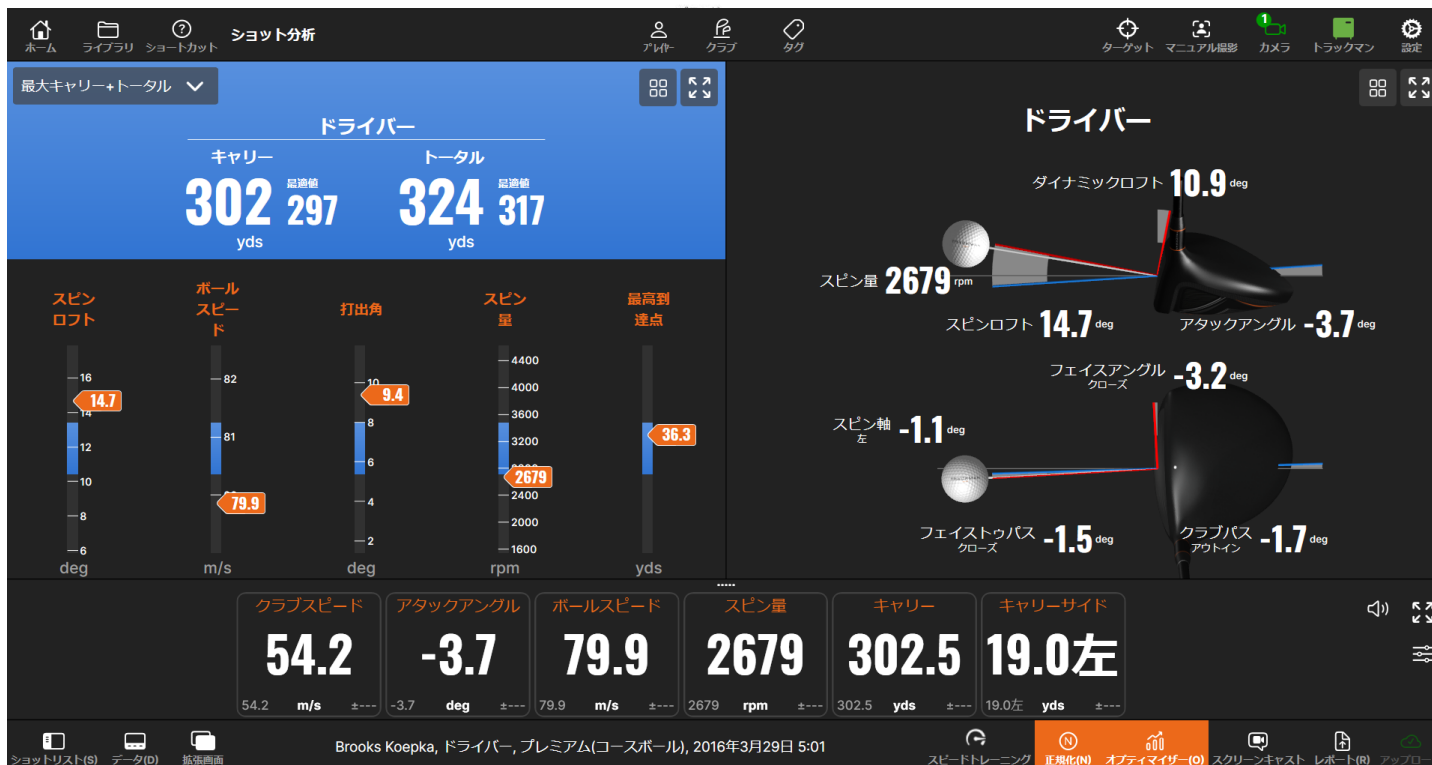 ホーム
ライブラリ
?
ショートカット
ショット分析
プレイヤー
クラブ
タグ
ターゲット
マニュアル撮影
1
カメラ
トラックマン
設定
最大キャリー+トータル
ドライバー
キャリー
302
最適値
297
yds
トータル
324
最適値
317
yds
スピン
ロフト
16
14.7
14
12
10
8
6
deg
ボール
スピー
ド
82
81
79.9
m/s
打出角
10
9.4
8
6
4
2
deg
スピン
量
4400
4000
3600
3200
2679
2400
2000
1600
rpm
最高到
達点
36.3
yds
ドライバー
ダイナミックロフト 10.9 deg
スピン量 2679 rpm
スピンロフト 14.7 deg
アタックアングル -3.7 deg
フェイスアングル -3.2 deg
クローズ
スピン軸 -1.1 deg
左
フェイストゥパス -1.5 deg
クローズ
クラブパス -1.7 deg
アウトイン
クラブスピード
54.2
54.2 m/s ±---
アタックアングル
-3.7
-3.7 deg ±---
ボールスピード
79.9
79.9 m/s ±---
スピン量
2679
2679 rpm ±---
キャリー
302.5
302.5 yds ±---
キャリーサイド
19.0左
19.0左 yds ±---
ショットリスト(S)
データ(D)
拡張画面
Brooks Koepka, ドライバー, プレミアム(コースボール), 2016年3月29日 5:01
スピードトレーニング
N
正規化(N)
オプティマイザー(O)
スクリーンキャスト
レポート(R)
アップロー